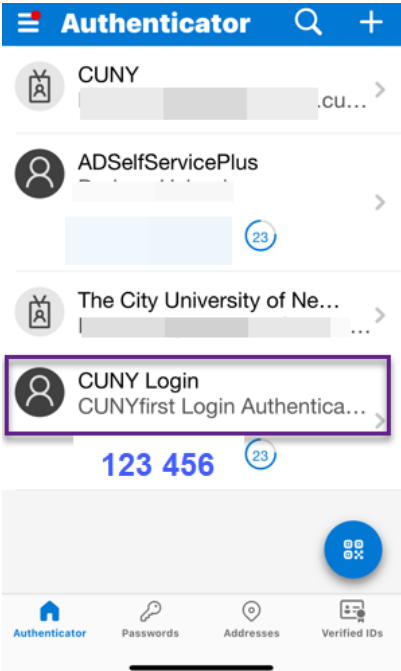 Authenticator
CUNY
.cu...
ADSelfServicePlus
23
The City University of Ne...
...
CUNY Login
CUNYfirst Login Authentica...
123 456
23
Authenticator
Passwords
Addresses
Verified IDs